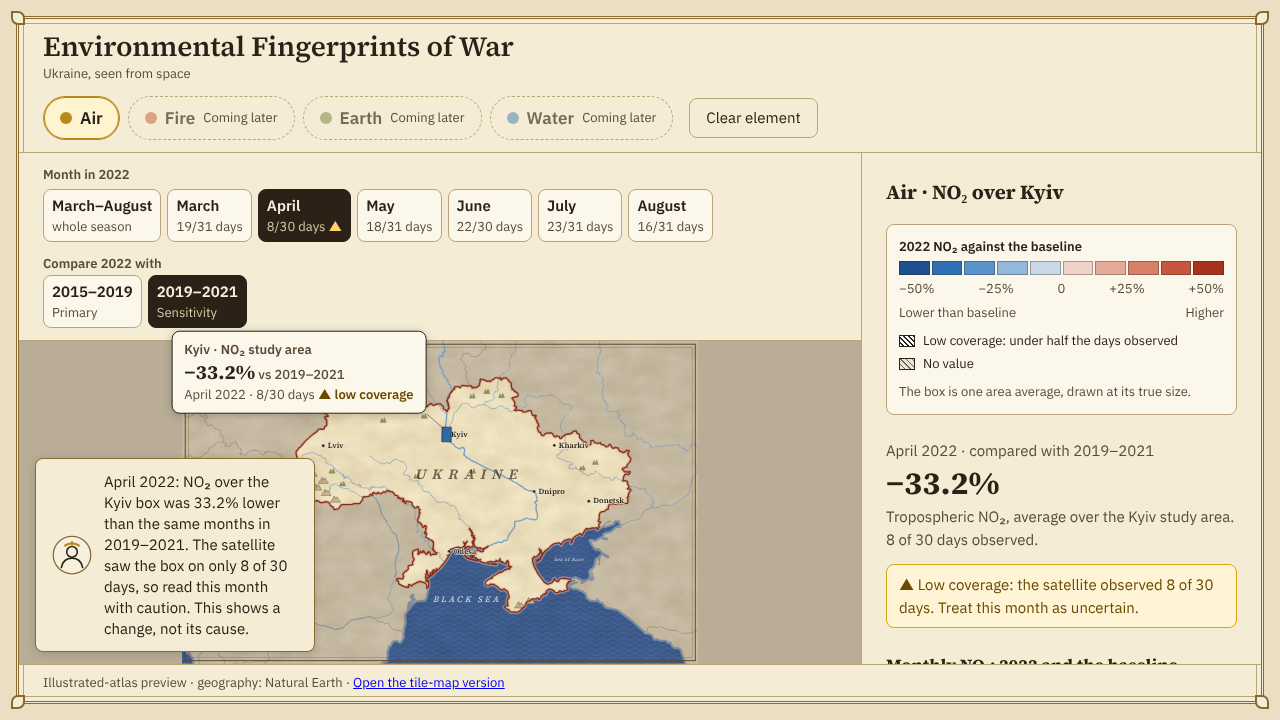 Environmental Fingerprints of War
Ukraine, seen from space
Air
Fire Coming later
Earth Coming later
Water Coming later
Clear element
Month in 2022
March–August
whole season
March
19/31 days
April
8/30 days ▲
May
18/31 days
June
22/30 days
July
23/31 days
August
16/31 days
Compare 2022 with
2015–2019
Primary
2019–2021
Sensitivity
Kyiv · NO₂ study area
−33.2% vs 2019–2021
April 2022 · 8/30 days ▲ low coverage
Kyiv
Lviv
Kharkiv
UKRAINE
Dnipro
Donetsk
Odesa
Sea of Azov
BLACK SEA
April 2022: NO₂ over the
Kyiv box was 33.2% lower
than the same months in
2019–2021. The satellite
saw the box on only 8 of 30
days, so read this month
with caution. This shows a
change, not its cause.
Air · NO₂ over Kyiv
2022 NO₂ against the baseline
−50% −25% 0 +25% +50%
Lower than baseline Higher
Low coverage: under half the days observed
No value
The box is one area average, drawn at its true size.
April 2022 · compared with 2019–2021
−33.2%
Tropospheric NO₂, average over the Kyiv study area.
8 of 30 days observed.
▲ Low coverage: the satellite observed 8 of 30
days. Treat this month as uncertain.
Monthly NO₂ · 2022 and the baseline
Illustrated-atlas preview · geography: Natural Earth · Open the tile-map version